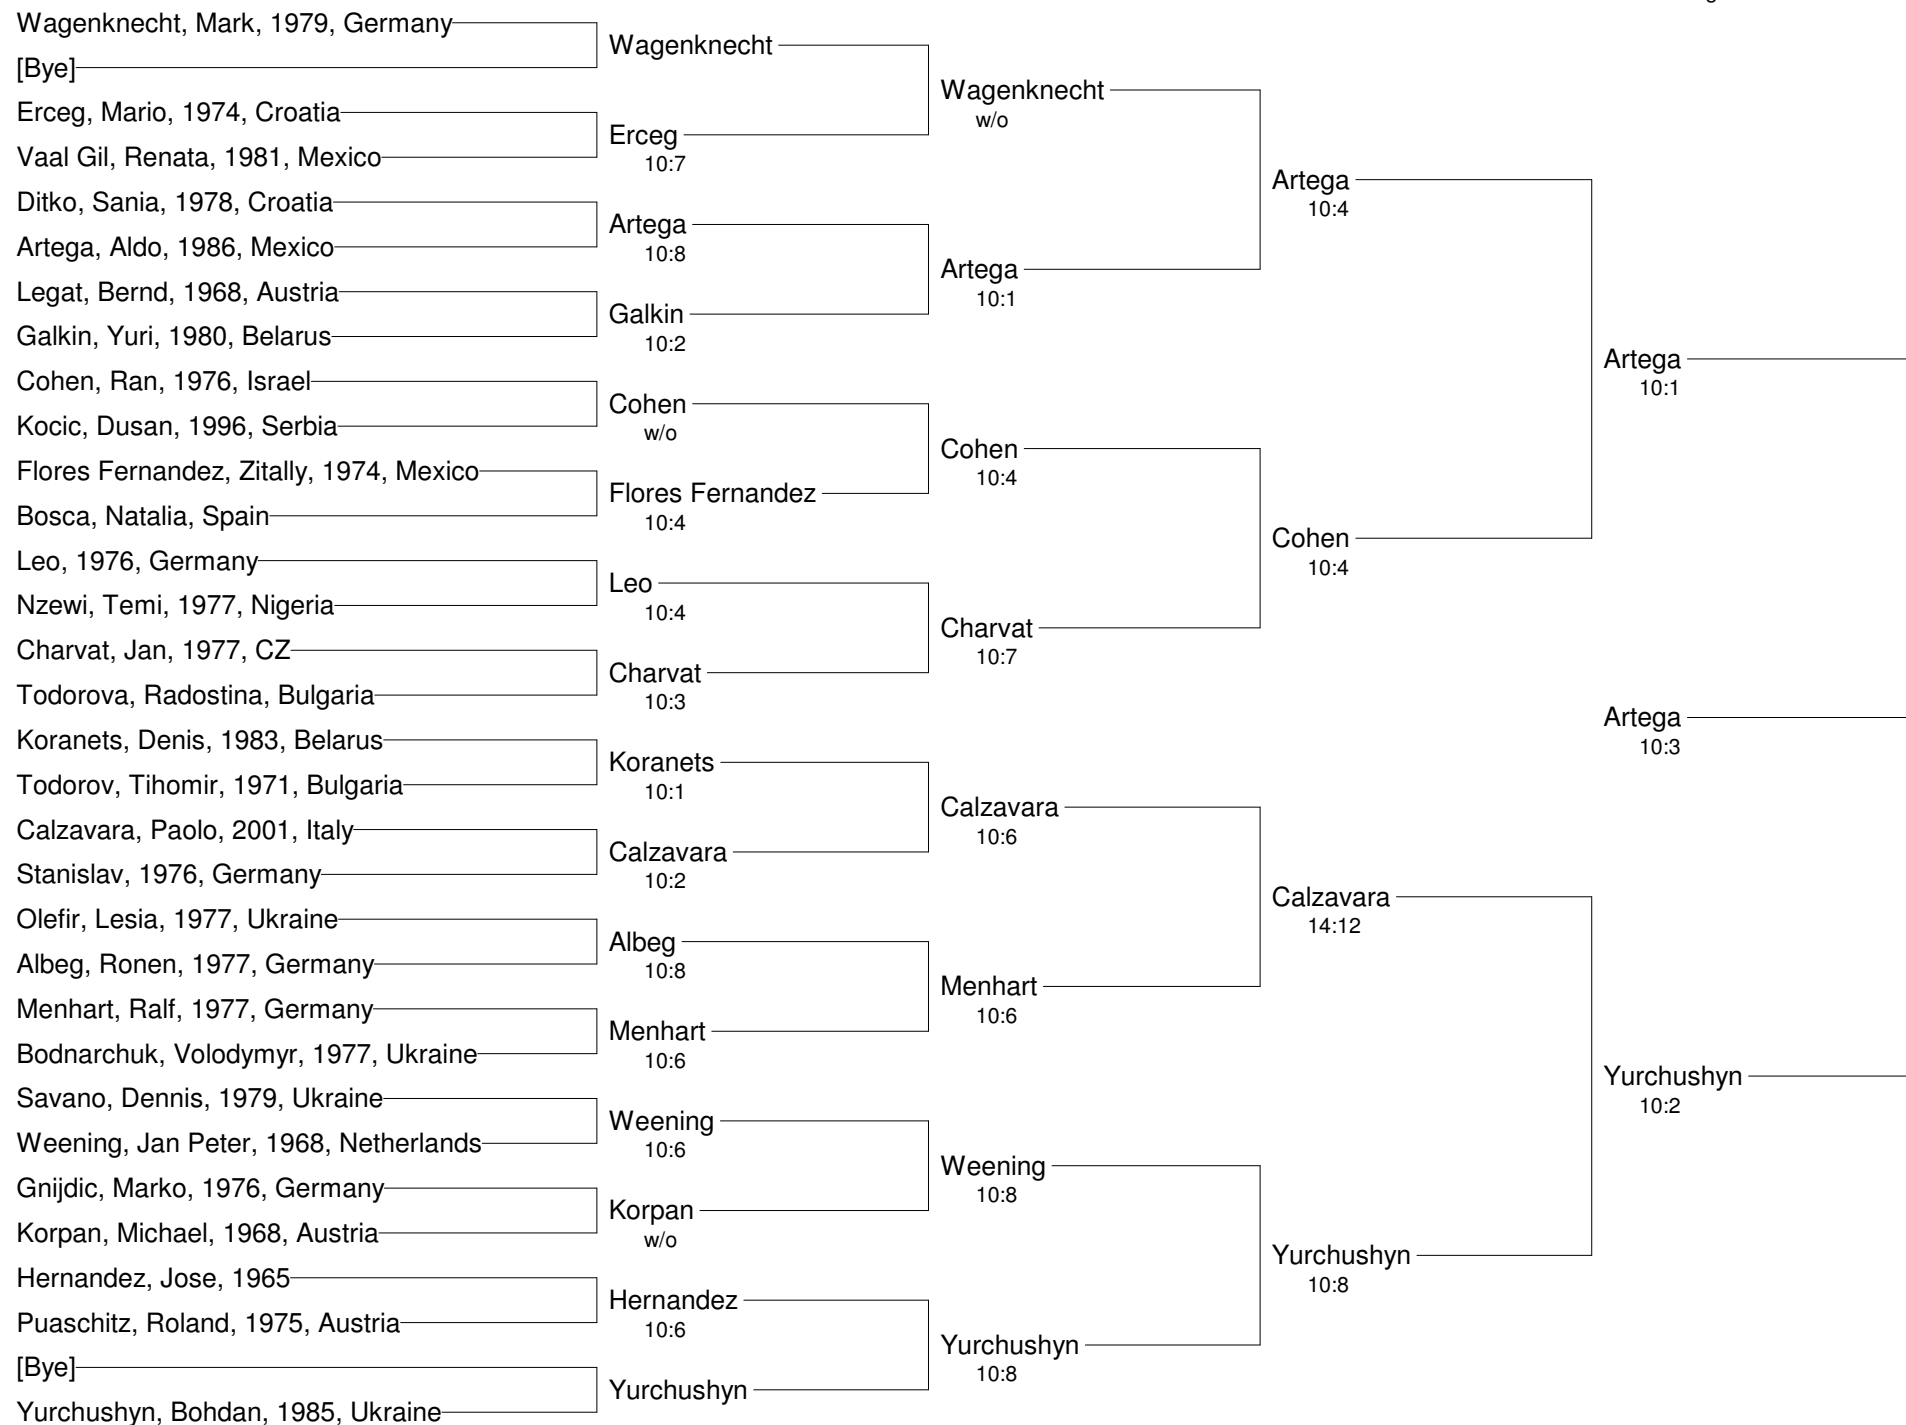 Wagenknecht, Mark, 1979, Germany
[Bye]
Erceg, Mario, 1974, Croatia
Vaal Gil, Renata, 1981, Mexico
Ditko, Sania, 1978, Croatia
Artega, Aldo, 1986, Mexico
Legat, Bernd, 1968, Austria
Galkin, Yuri, 1980, Belarus
Cohen, Ran, 1976, Israel
Kocic, Dusan, 1996, Serbia
Flores Fernandez, Zitally, 1974, Mexico
Bosca, Natalia, Spain
Leo, 1976, Germany
Nzewi, Temi, 1977, Nigeria
Charvat, Jan, 1977, CZ
Todorova, Radostina, Bulgaria
Koranets, Denis, 1983, Belarus
Todorov, Tihomir, 1971, Bulgaria
Calzavara, Paolo, 2001, Italy
Stanislav, 1976, Germany
Olefir, Lesia, 1977, Ukraine
Albeg, Ronen, 1977, Germany
Menhart, Ralf, 1977, Germany
Bodnarchuk, Volodymyr, 1977, Ukraine
Savano, Dennis, 1979, Ukraine
Weening, Jan Peter, 1968, Netherlands
Gnijdic, Marko, 1976, Germany
Korpan, Michael, 1968, Austria
Hernandez, Jose, 1965
Puaschitz, Roland, 1975, Austria
[Bye]
Yurchushyn, Bohdan, 1985, Ukraine
Wagenknecht
Erceg
10:7
Artega
10:8
Galkin
10:2
Cohen
w/o
Flores Fernandez
10:4
Leo
10:4
Charvat
10:3
Koranets
10:1
Calzavara
10:2
Albeg
10:8
Menhart
10:6
Weening
10:6
Korpan
w/o
Hernandez
10:6
Yurchushyn
Wagenknecht
w/o
Artega
10:1
Cohen
10:4
Charvat
10:7
Calzavara
10:6
Menhart
10:6
Weening
10:8
Yurchushyn
10:8
Artega
10:4
Cohen
10:4
Calzavara
14:12
Yurchushyn
10:8
Artega
10:1
Artega
10:3
Yurchushyn
10:2